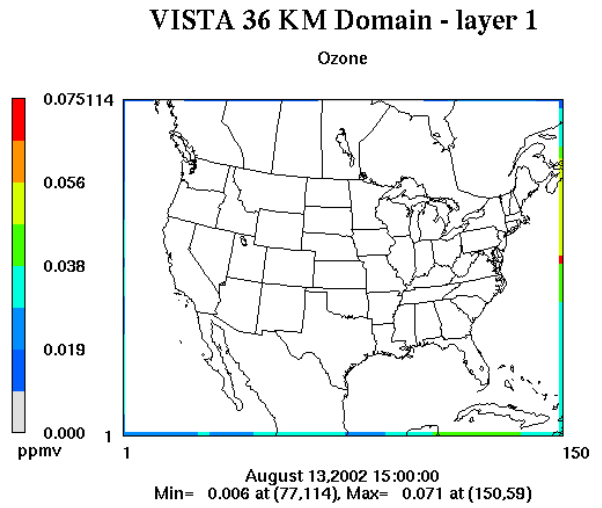 VISTA 36 KM Domain - layer 1
Ozone
0.075
0.056
0.038
0.019
0.000
ppmv
114
1
1
150
August 13,2002 15:00:00
Min= 0.006 at (77,114), Max= 0.071 at (150,59)